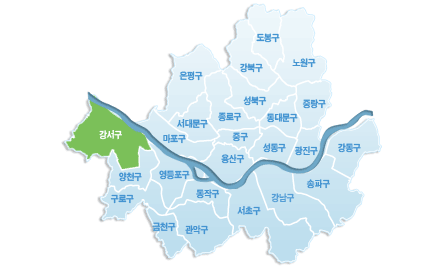 도봉구
노원구
강북구
은평구
성북구
중랑구
종로구
동대문구
서대문구
강서구
마포구
중구
성동구
광진구
강동구
용산구
양천구
영등포구
송파구
동작구
강남구
구로구
서초구
금천구
관악구